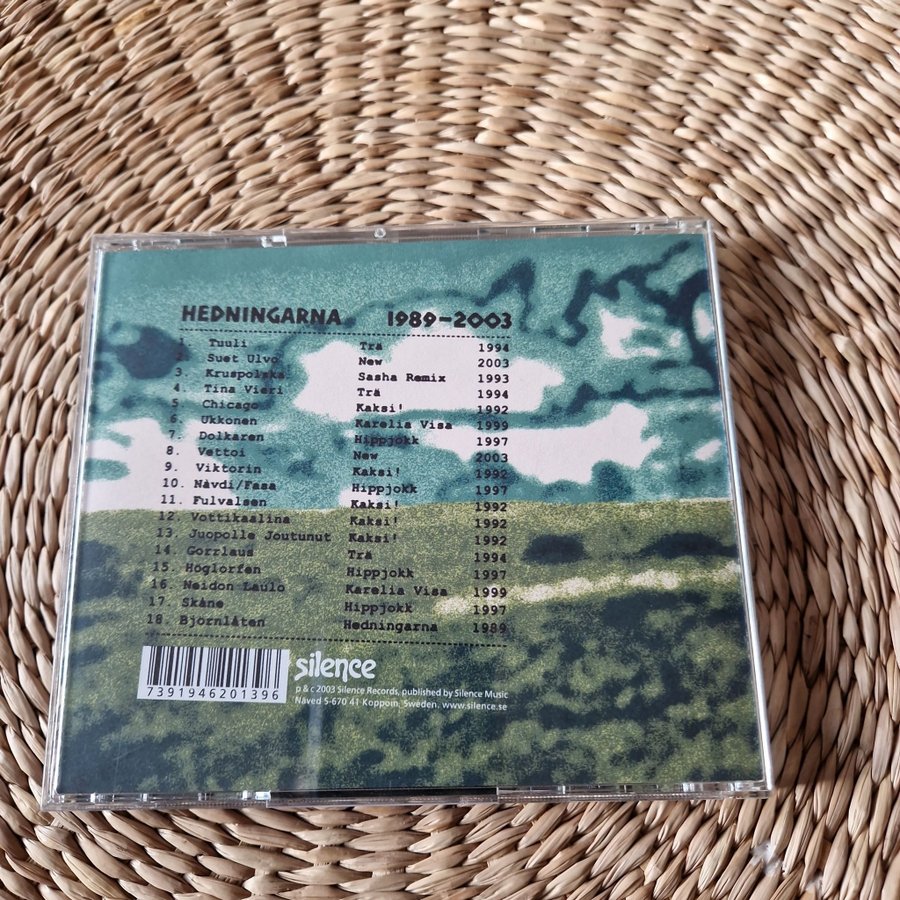 HEDNINGARNA 1989-2003
1. Tuuli Trä 1994
2. Suet Ulvo New 2003
3. Kruspolska Sasha Remix 1993
4. Tina Vieri Trä 1994
5. Chicago Kaksi! 1992
6. Ukkonen Karelia Visa 1999
7. Dolkaren Hippjokk 1997
8. Vettoi New 2003
9. Viktorin Kaksi! 1992
10. Návdi/Fasa Hippjokk 1997
11. Fulvalsen Kaksi! 1992
12. Vottikaalina Kaksi! 1992
13. Juopolle Joutunut Kaksi! 1992
14. Gorrlaus Trä 1994
15. Höglorfen Hippjokk 1997
16. Neidon Laulo Karelia Visa 1999
17. Skåne Hippjokk 1997
18. Björnlåten Hedningarna 1989
silence
7391946201396
p & c 2003 Silence Records, published by Silence Music
Näved S-670 41 Koppom, Sweden. www.silence.se